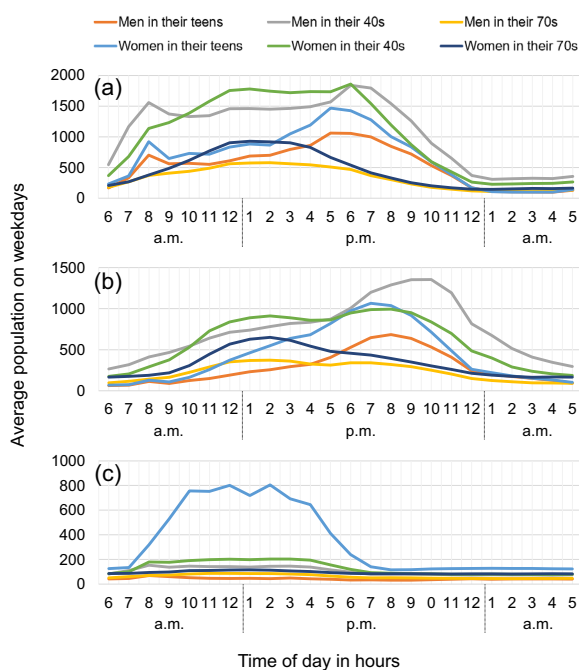 Men in their teens Men in their 40s Men in their 70s
Women in their teens Women in their 40s Women in their 70s
Average population on weekdays
(a)
2000
1500
1000
500
0
6 7 8 9 10 11 12 1 2 3 4 5 6 7 8 9 10 11 12 1 2 3 4 5
a.m. p.m. a.m.
(b)
1500
1000
500
0
6 7 8 9 10 11 12 1 2 3 4 5 6 7 8 9 10 11 12 1 2 3 4 5
a.m. p.m. a.m.
(c)
1000
800
600
400
200
0
6 7 8 9 10 11 12 1 2 3 4 5 6 7 8 9 10 11 12 1 2 3 4 5
a.m. p.m. a.m.
Time of day in hours